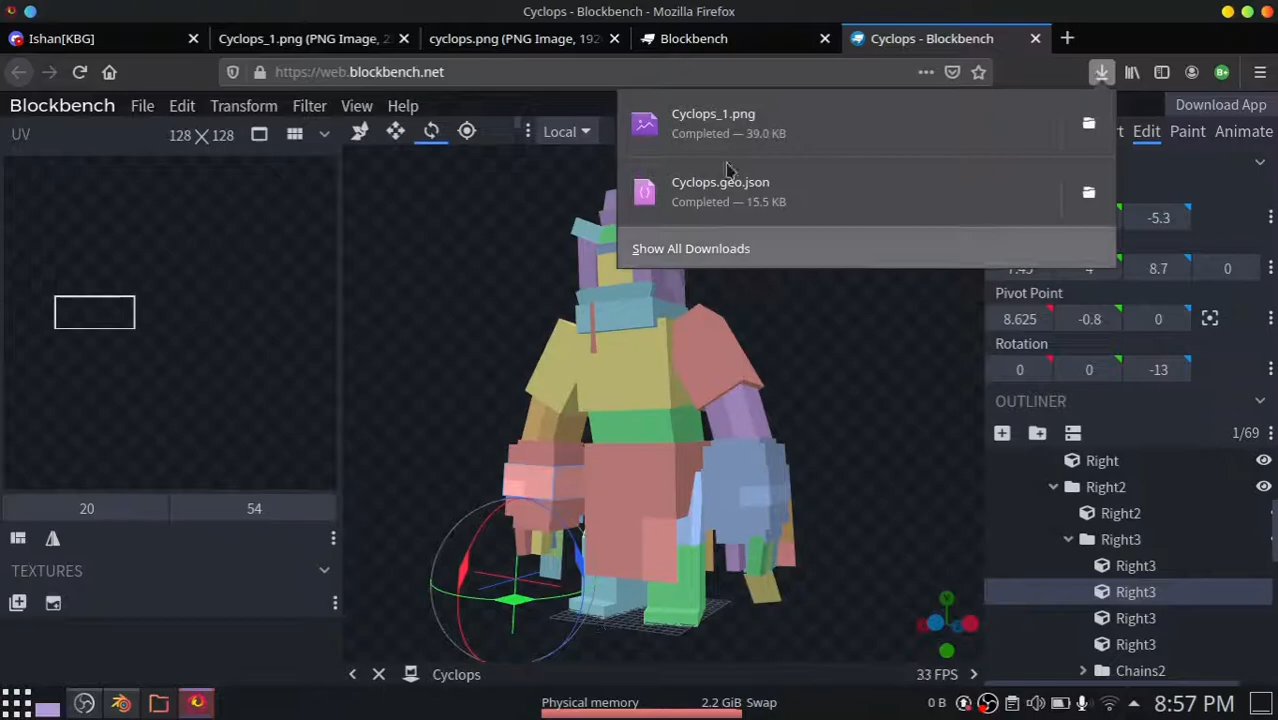 Cyclops - Blockbench - Mozilla Firefox
Ishan[KBG]
Cyclops_1.png (PNG Image, 2
cyclops.png (PNG Image, 192
Blockbench
Cyclops - Blockbench
https://web.blockbench.net
B+
Blockbench File Edit Transform Filter View Help
Download App
UV 128 × 128
Local
Edit Paint Animate
Cyclops_1.png
Completed — 39.0 KB
Cyclops.geo.json
Completed — 15.5 KB
Show All Downloads
-5.3
7.45 4 8.7 0
Pivot Point
8.625 -0.8 0
Rotation
0 0 -13
OUTLINER
1/69
Right
Right2
Right2
Right3
Right3
Right3
Right3
Right3
Chains2
20 54
TEXTURES
Cyclops
33 FPS
Physical memory 2.2 GiB Swap 0 B
8:57 PM